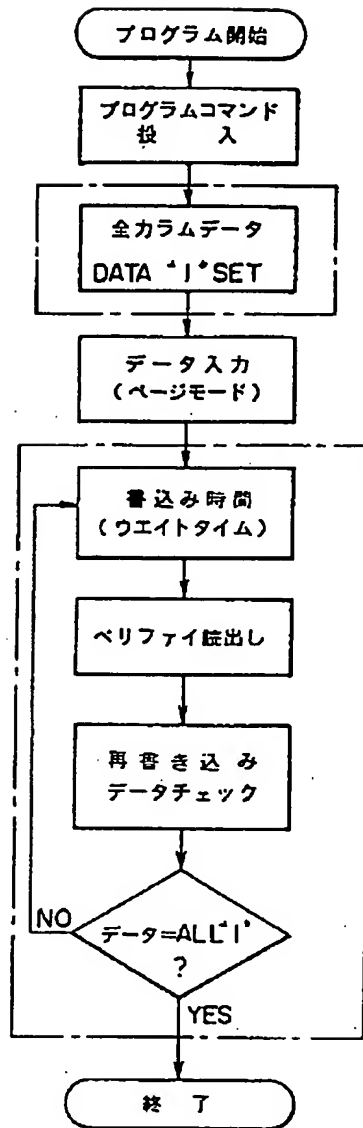 プログラム開始
プログラムコマンド
投 入
全カラムデータ
DATA "1" SET
データ入力
(ページモード)
書込み時間
(ウエイトタイム)
ベリファイ読出し
再書き込み
データチェック
データ=ALL"1"
?
NO
YES
終 了